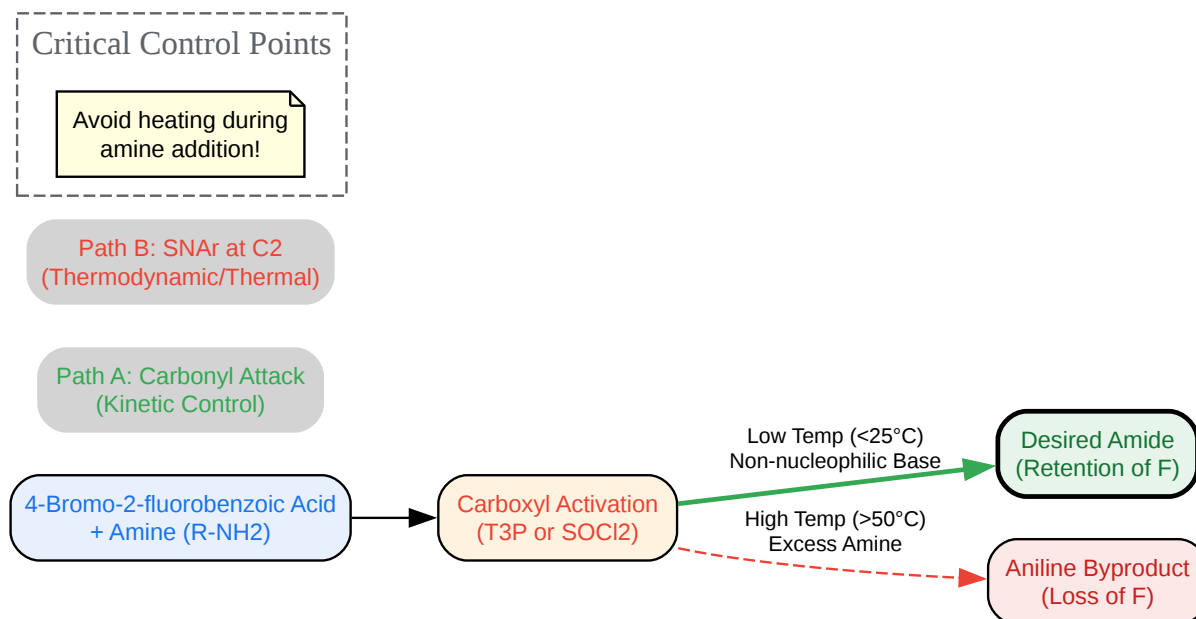 Critical Control Points
Avoid heating during
amine addition!
Path B: SNAr at C2
(Thermodynamic/Thermal)
Path A: Carbonyl Attack
(Kinetic Control)
4-Bromo-2-fluorobenzoic Acid
+ Amine (R-NH2)
Carboxyl Activation
(T3P or SOCl2)
Low Temp (<25°C)
Non-nucleophilic Base
High Temp (>50°C)
Excess Amine
Desired Amide
(Retention of F)
Aniline Byproduct
(Loss of F)